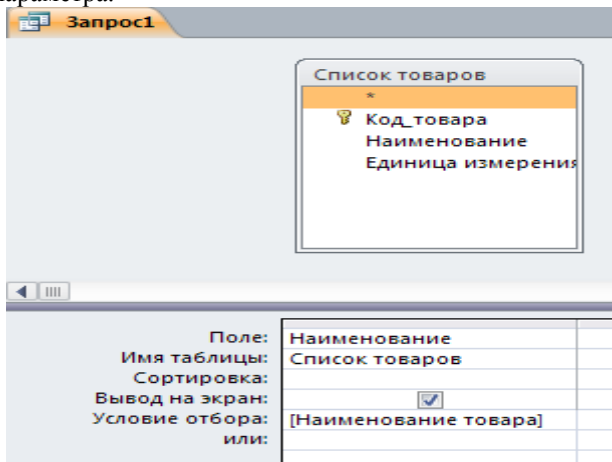 параметра.
Запрос1
Список товаров
*
Код_товара
Наименование
Единица измерения
Поле: Наименование
Имя таблицы: Список товаров
Сортировка:
Вывод на экран:
Условие отбора: [Наименование товара]
или: